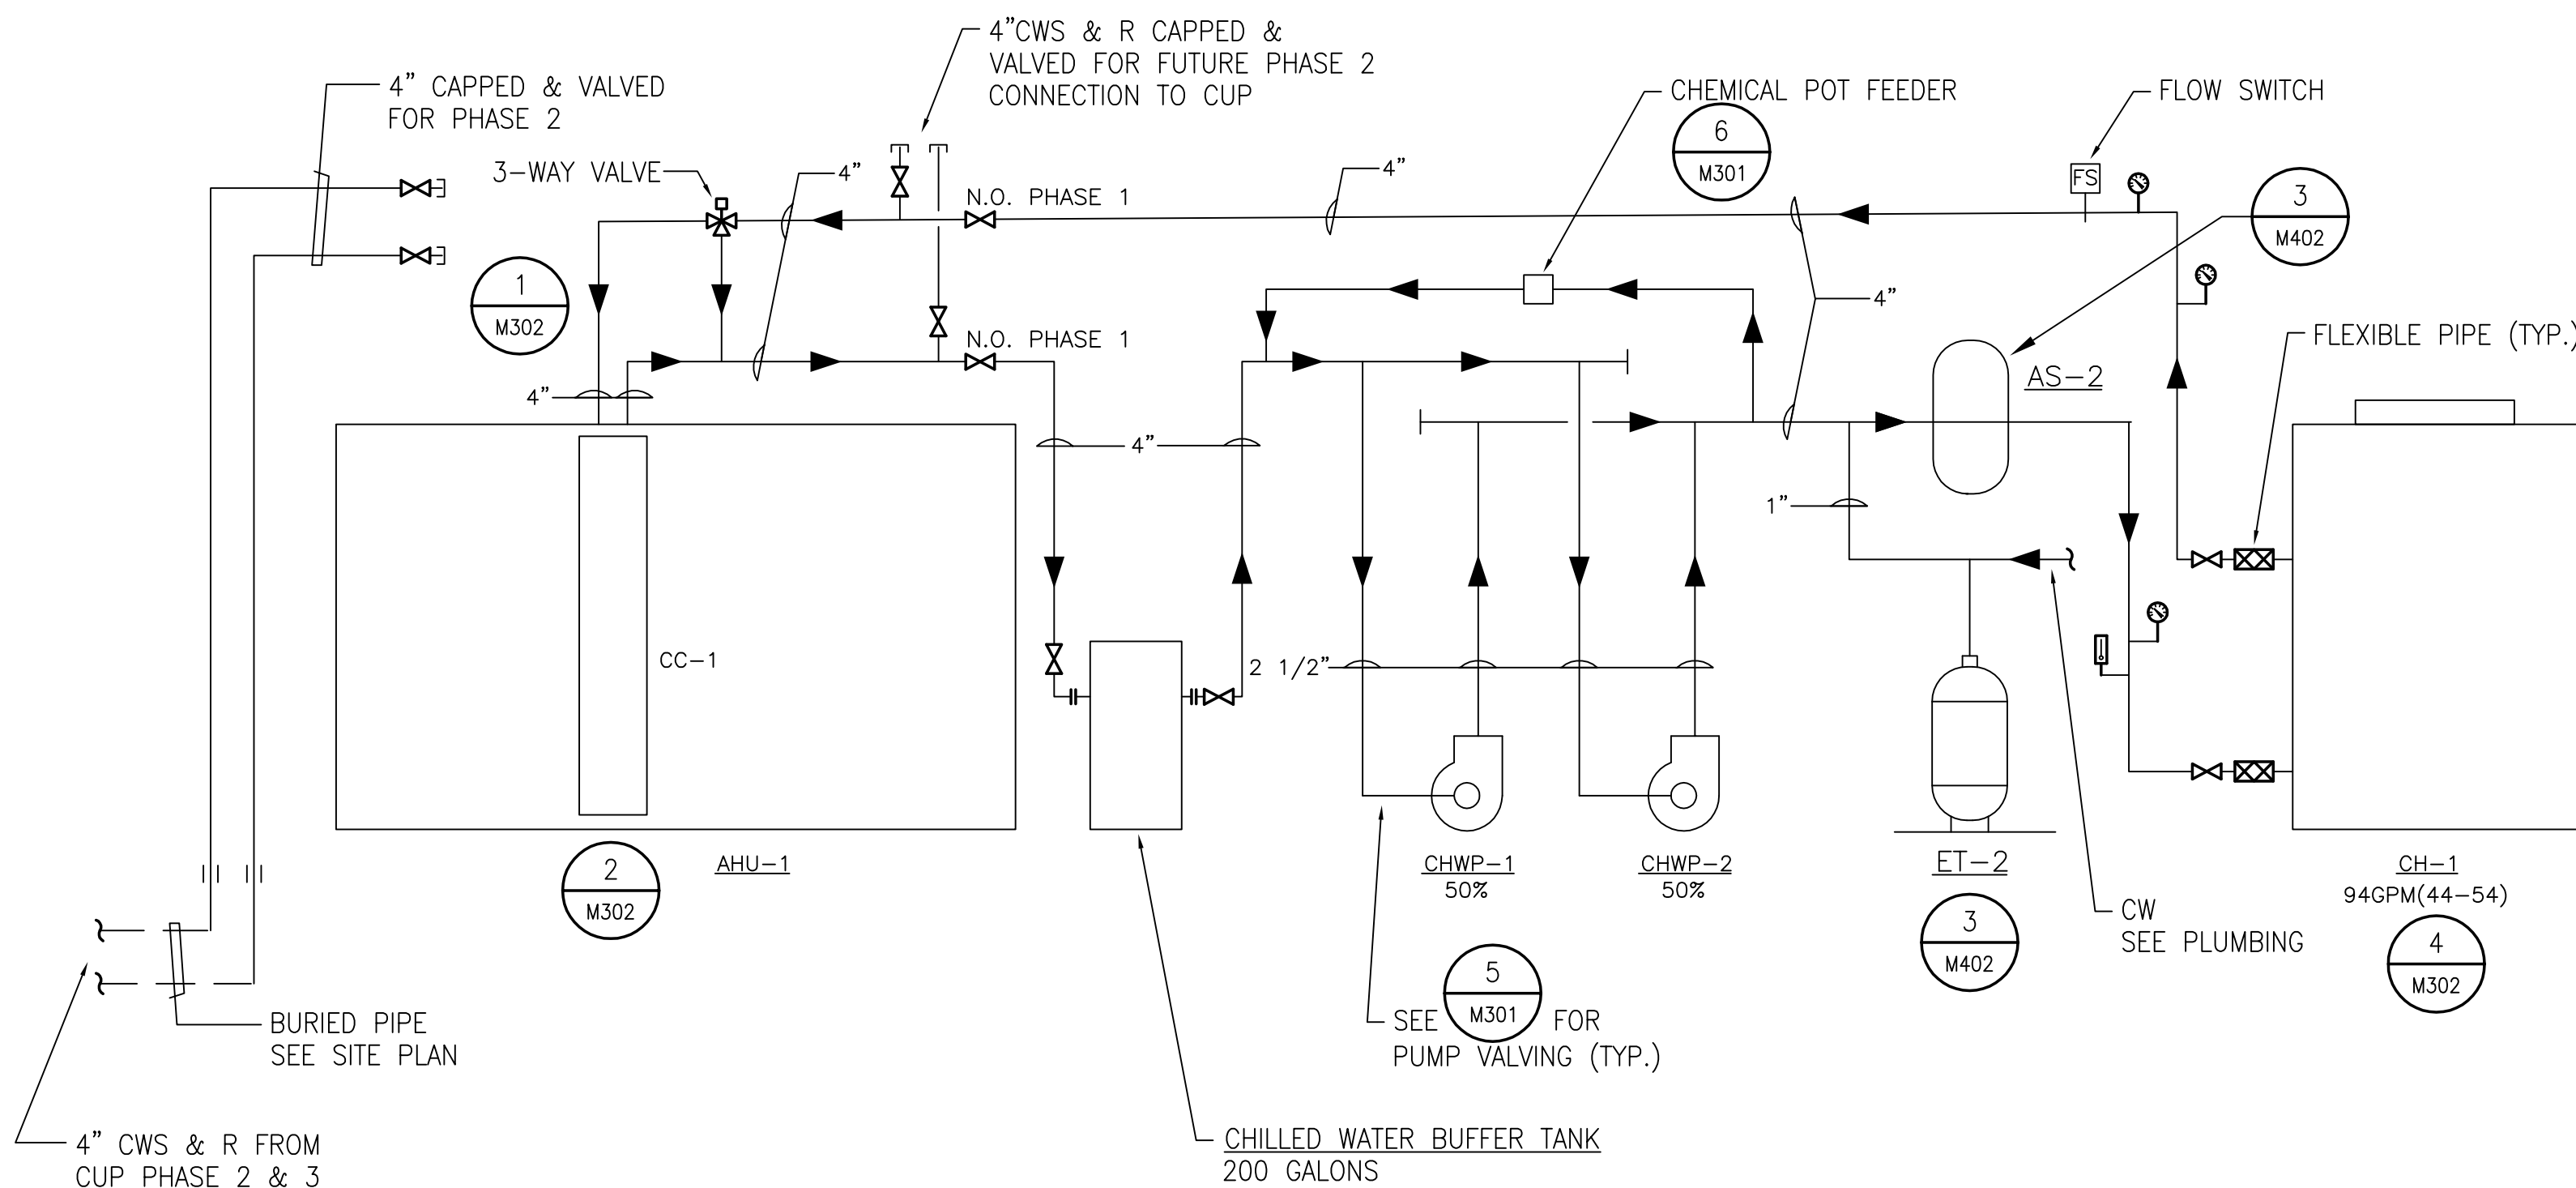 4"CWS & R CAPPED &
VALVED FOR FUTURE PHASE 2
CONNECTION TO CUP
4" CAPPED & VALVED
FOR PHASE 2
CHEMICAL POT FEEDER
FLOW SWITCH
6
M301
3-WAY VALVE
4"
4"
FS
N.O. PHASE 1
3
M402
1
M302
4"
N.O. PHASE 1
FLEXIBLE PIPE (TYP.)
AS-2
4"
4"
1"
CC-1
2 1/2"
AHU-1
2
M302
CHWP-1
50%
CHWP-2
50%
ET-2
3
M402
CH-1
94GPM(44-54)
4
M302
CW
SEE PLUMBING
5
M301
SEE FOR
PUMP VALVING (TYP.)
BURIED PIPE
SEE SITE PLAN
4" CWS & R FROM
CUP PHASE 2 & 3
CHILLED WATER BUFFER TANK
200 GALONS